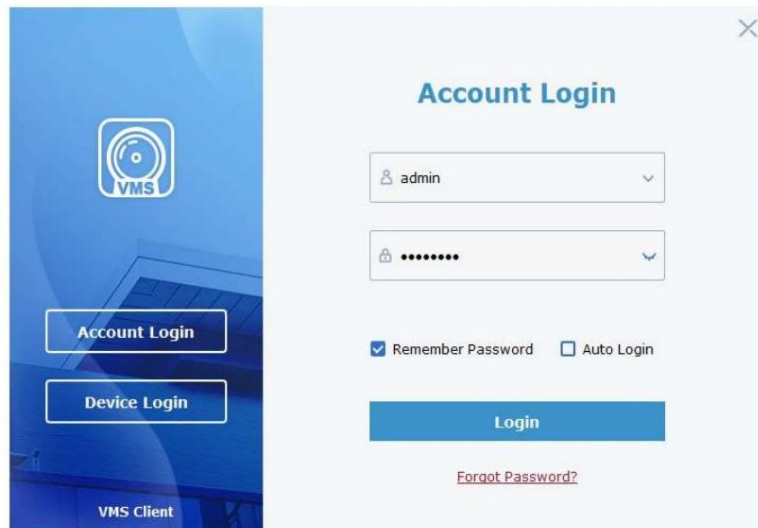 VMS
Account Login
Device Login
VMS Client
Account Login
admin
••••••••
Remember Password
Auto Login
Login
Forgot Password?